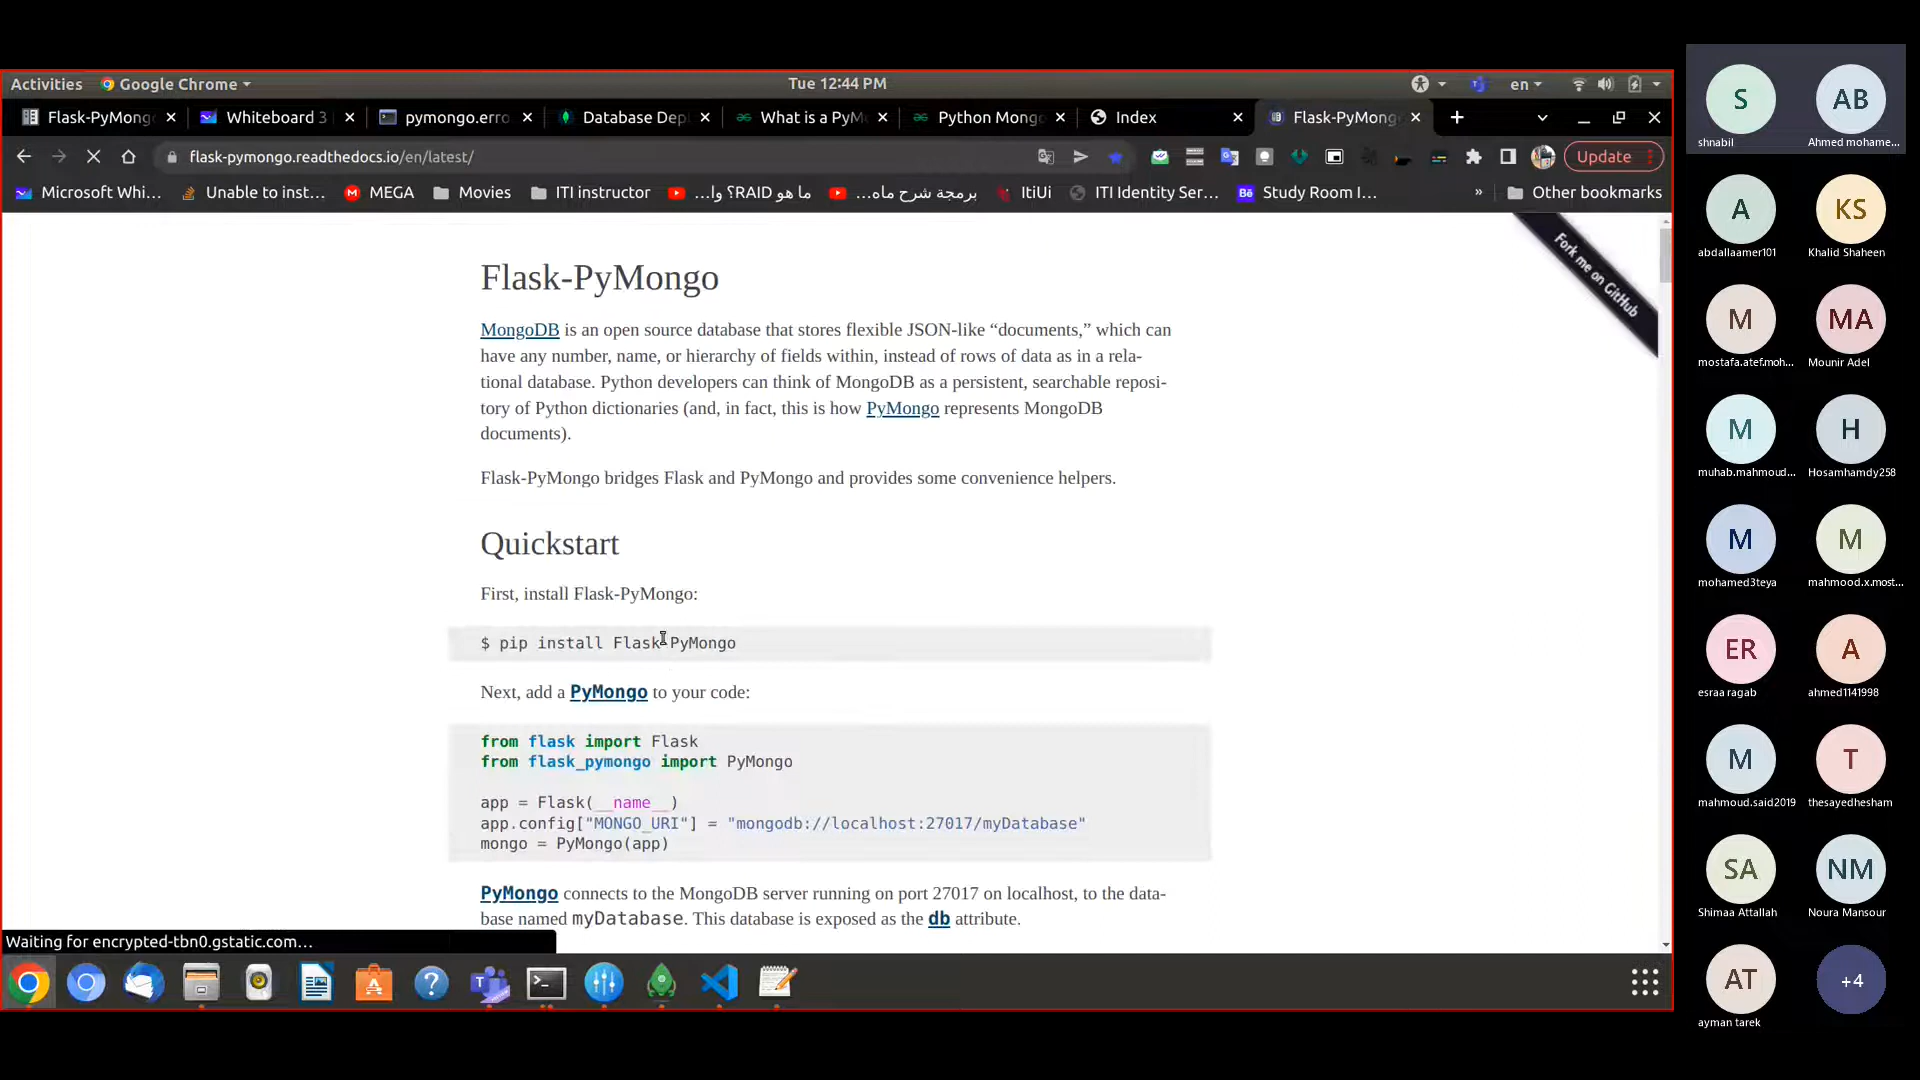 Activities Google Chrome Tue 12:44 PM en
Flask-PyMong Whiteboard 3 pymongo.erro Database Dep What is a PyM Python Mong Index Flask-PyMong
flask-pymongo.readthedocs.io/en/latest/ Update
Microsoft Whi... Unable to inst... MEGA Movies ITI instructor ما هو RAID؟ وا... برمجة شرح ماه... ItiUi ITI Identity Ser... Study Room I... » Other bookmarks
Fork me on GitHub
Flask-PyMongo
MongoDB is an open source database that stores flexible JSON-like “documents,” which can
have any number, name, or hierarchy of fields within, instead of rows of data as in a rela-
tional database. Python developers can think of MongoDB as a persistent, searchable reposi-
tory of Python dictionaries (and, in fact, this is how PyMongo represents MongoDB
documents).
Flask-PyMongo bridges Flask and PyMongo and provides some convenience helpers.
Quickstart
First, install Flask-PyMongo:
$ pip install Flask-PyMongo
Next, add a PyMongo to your code:
from flask import Flask
from flask_pymongo import PyMongo
app = Flask(__name__)
app.config["MONGO_URI"] = "mongodb://localhost:27017/myDatabase"
mongo = PyMongo(app)
PyMongo connects to the MongoDB server running on port 27017 on localhost, to the data-
base named myDatabase. This database is exposed as the db attribute.
Waiting for encrypted-tbn0.gstatic.com...
S AB
shnabil Ahmed mohame...
A KS
abdallaamer101 Khalid Shaheen
M MA
mostafa.atef.moh... Mounir Adel
M H
muhab.mahmoud... Hosamhamdy258
M M
mohamed3teya mahmood.x.most...
ER A
esraa ragab ahmed1141998
M T
mahmoud.said2019 thesayedhesham
SA NM
Shimaa Attallah Noura Mansour
AT +4
ayman tarek